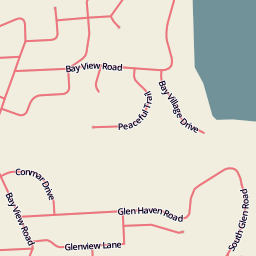 Bay View Road
Bay Village Drive
Peaceful Trail
Conmar Drive
Bay View Road
Glen Haven Road
South Glen Road
Glenview Lane